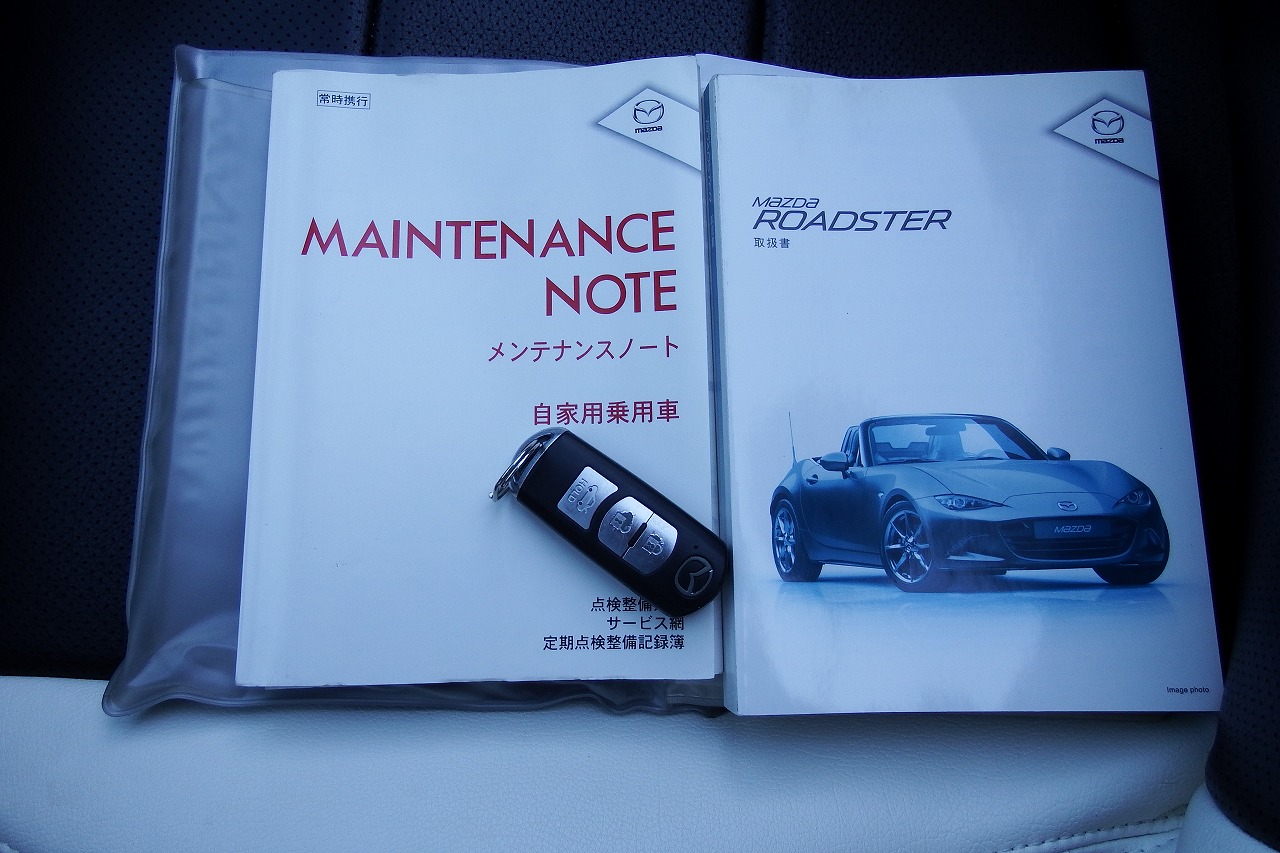 常時携行
mazda
MAINTENANCE
NOTE
メンテナンスノート
自家用乗用車
HOLD
点検整備
サービス網
定期点検整備記録簿
mazda
mazda
ROADSTER
取扱書
mazda
Image photo